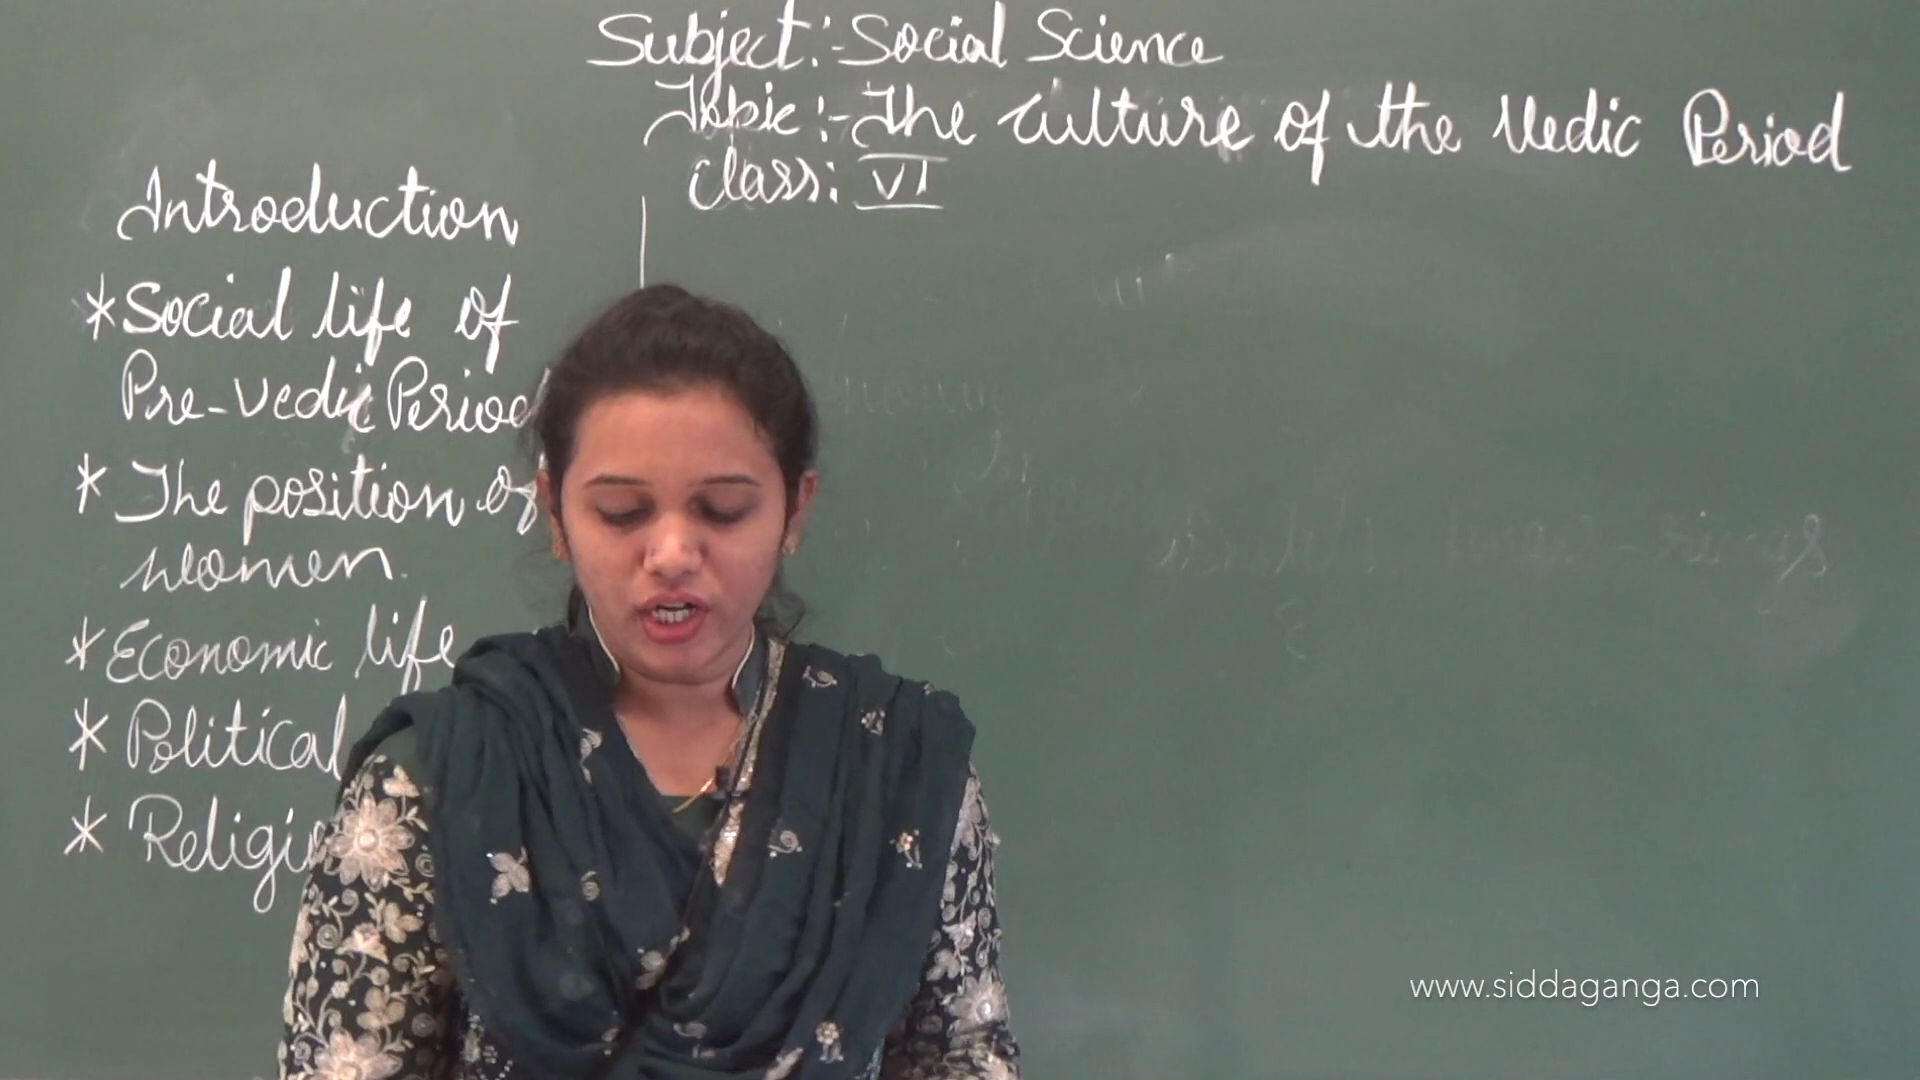 Subject:-Social Science
Topic:-The culture of the Vedic Period
class: VI
Introduction
*Social life of
Pre-vedic Period
* The position of
women.
*Economic life
* Political
* Religi
www.siddaganga.com